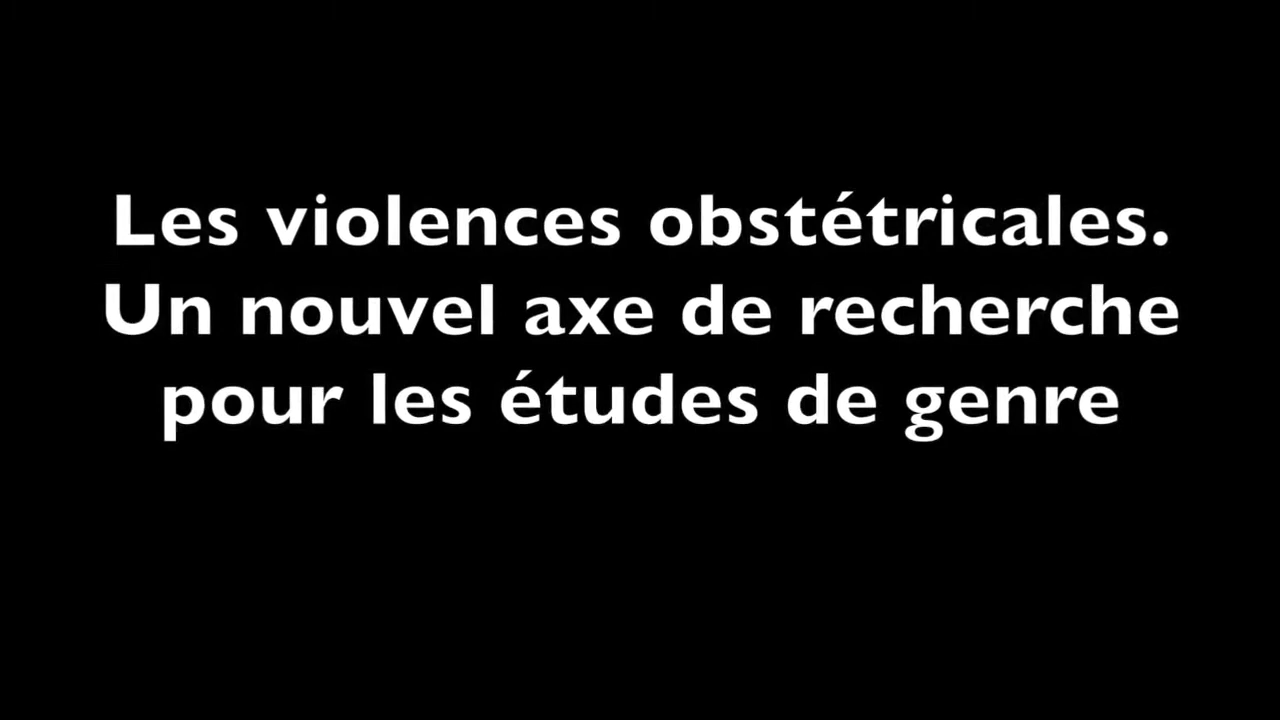 Les violences obstétricales.
Un nouvel axe de recherche
pour les études de genre